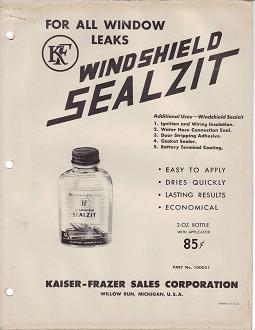 FOR ALL WINDOW
LEAKS
KF
WINDSHIELD
SEALZIT
Additional Uses—Windshield Sealzit
1. Ignition and Wiring Insulation.
2. Water Hose Connection Seal.
3. Door Stripping Adhesive.
4. Gasket Sealer.
5. Battery Terminal Coating.
KF
WINDSHIELD
SEALZIT
• EASY TO APPLY
• DRIES QUICKLY
• LASTING RESULTS
• ECONOMICAL
2-OZ. BOTTLE
WITH APPLICATOR
85¢
PART No. 100051
KAISER-FRAZER SALES CORPORATION
WILLOW RUN, MICHIGAN, U.S.A.